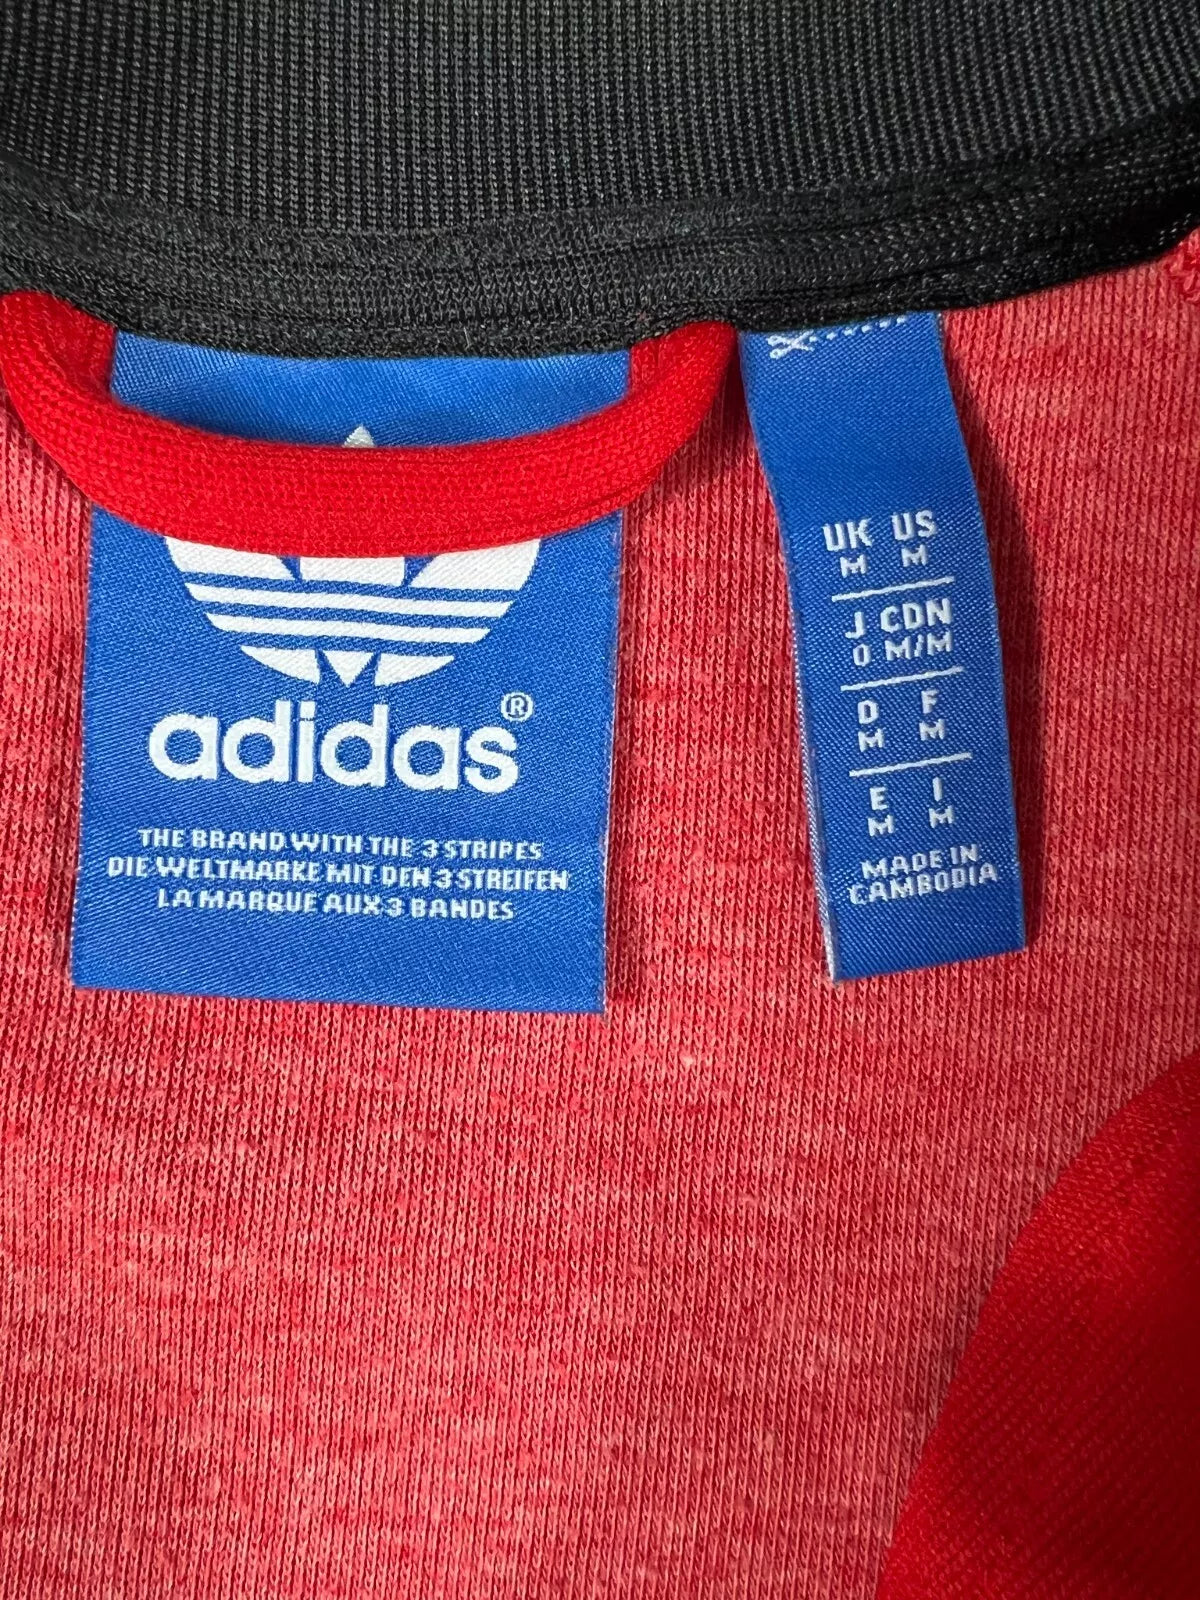 adidas®
THE BRAND WITH THE 3 STRIPES
DIE WELTMARKE MIT DEN 3 STREIFEN
LA MARQUE AUX 3 BANDES
UK US
M M
J CDN
O M/M
D F
M M
E I
M M
MADE IN
CAMBODIA